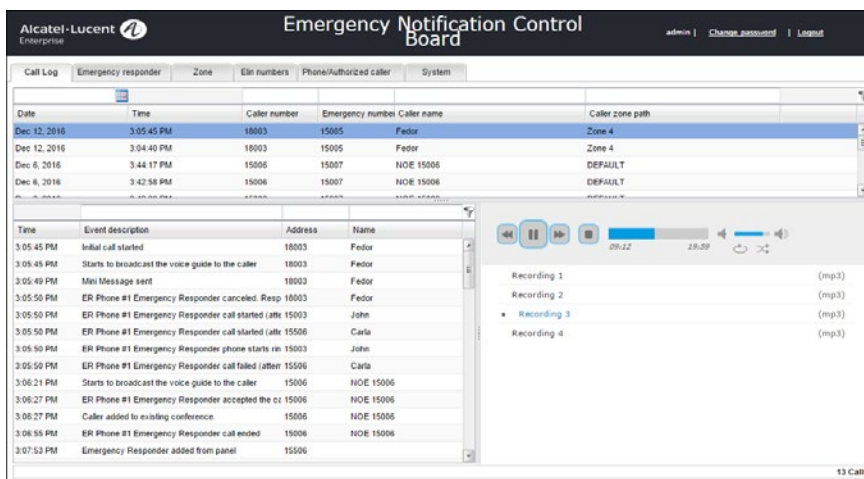 Alcatel·Lucent
Enterprise
Emergency Notification Control
Board
admin | Change password | Logout
Call Log Emergency responder Zone Elin numbers Phone/Authorized caller System
Date Time Caller number Emergency number Caller name Caller zone path
Dec 12, 2016 3:05:45 PM 18003 15005 Fedor Zone 4
Dec 12, 2016 3:04:40 PM 18003 15005 Fedor Zone 4
Dec 6, 2016 3:44:17 PM 15006 15007 NOE 15006 DEFAULT
Dec 6, 2016 3:42:58 PM 15006 15007 NOE 15006 DEFAULT
Time Event description Address Name
3:05:45 PM Initial call started 18003 Fedor
3:05:45 PM Starts to broadcast the voice guide to the caller 18003 Fedor
3:05:49 PM Mini Message sent 18003 Fedor
3:05:50 PM ER Phone #1 Emergency Responder canceled. Resp 18003 Fedor
3:05:50 PM ER Phone #1 Emergency Responder call started (atte 15003 John
3:05:50 PM ER Phone #1 Emergency Responder call started (atte 15506 Carla
3:05:50 PM ER Phone #1 Emergency Responder phone starts rin 15003 John
3:05:50 PM ER Phone #1 Emergency Responder call failed (attem 15506 Carla
3:06:21 PM Starts to broadcast the voice guide to the caller 15006 NOE 15006
3:06:27 PM ER Phone #1 Emergency Responder accepted the ca 15006 NOE 15006
3:06:27 PM Caller added to existing conference. 15006 NOE 15006
3:06:55 PM ER Phone #1 Emergency Responder call ended 15006 NOE 15006
3:07:53 PM Emergency Responder added from panel 15506
09:12 19:59
Recording 1 (mp3)
Recording 2 (mp3)
Recording 3 (mp3)
Recording 4 (mp3)
13 Call